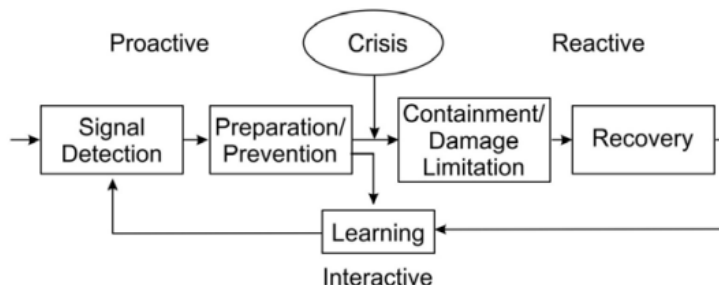 Proactive
Crisis
Reactive
Signal
Detection
Preparation/
Prevention
Containment/
Damage
Limitation
Recovery
Learning
Interactive